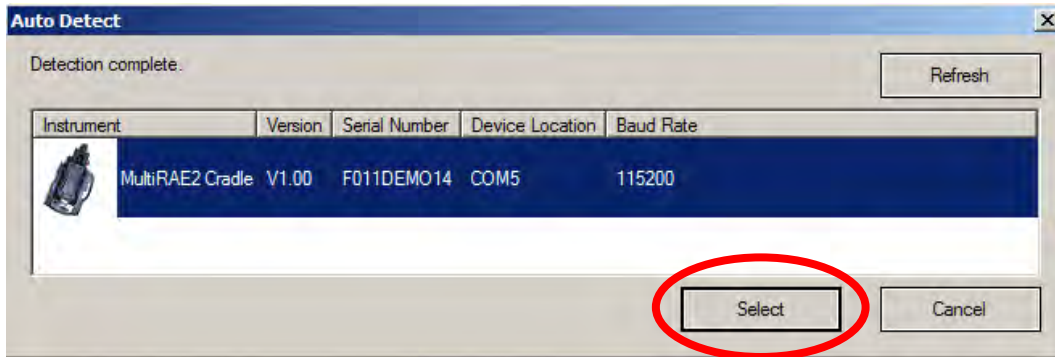 Auto Detect
Detection complete.
Refresh
Instrument Version Serial Number Device Location Baud Rate
MultiRAE2 Cradle V1.00 F011DEMO14 COM5 115200
Select Cancel